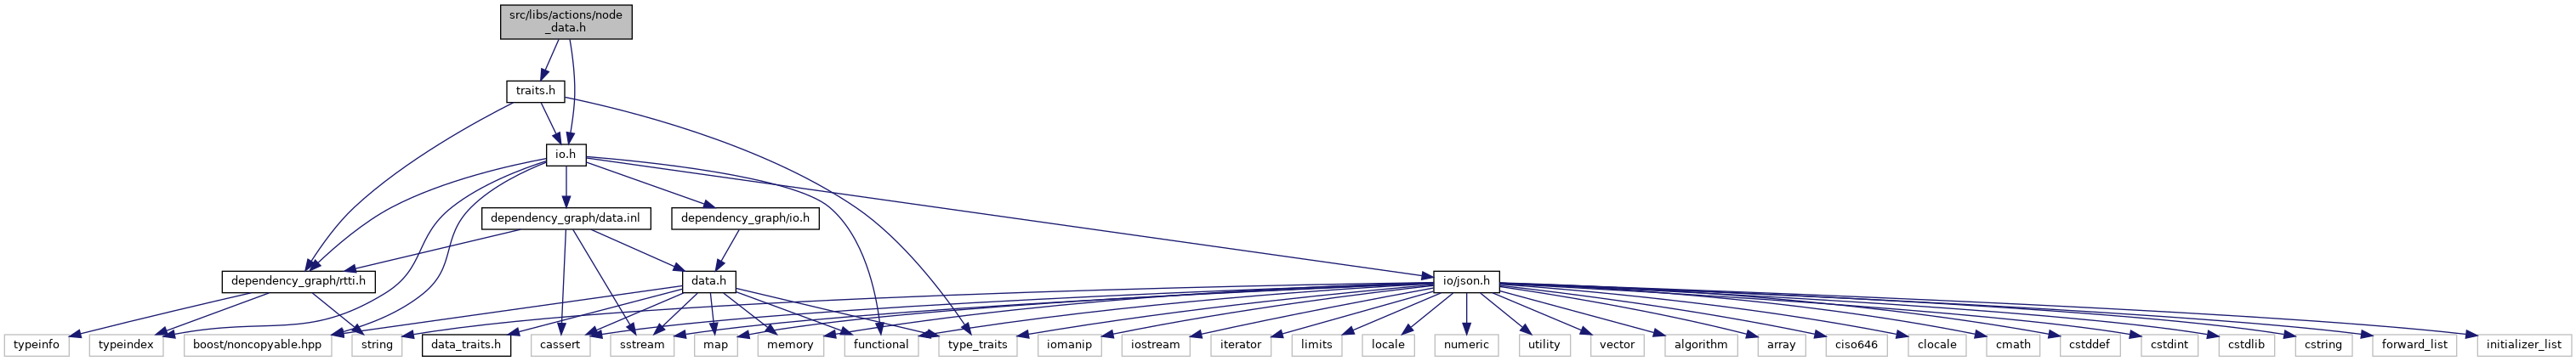 src/libs/actions/node
_data.h
traits.h
io.h
dependency_graph/data.inl
dependency_graph/io.h
dependency_graph/rtti.h
data.h
io/json.h
typeinfo
typeindex
boost/noncopyable.hpp
string
data_traits.h
cassert
sstream
map
memory
functional
type_traits
iomanip
iostream
iterator
limits
locale
numeric
utility
vector
algorithm
array
ciso646
clocale
cmath
cstddef
cstdint
cstdlib
cstring
forward_list
initializer_list